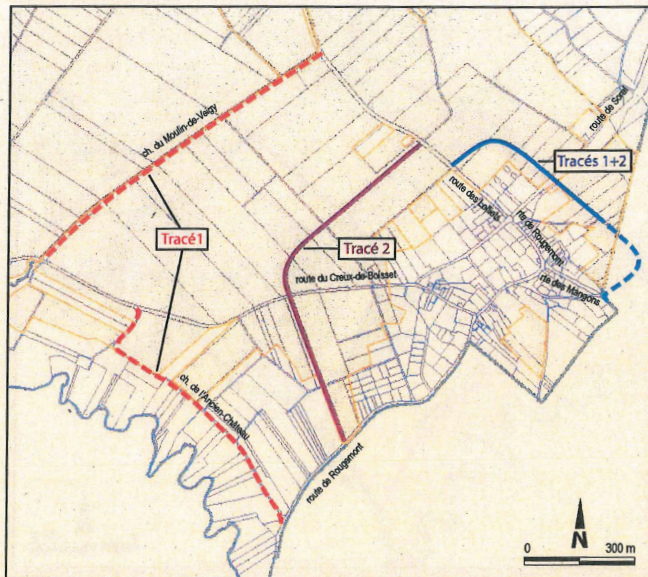 ch. du Moulin-de-Veigy
route de Soral
Tracés 1+2
route des Lolliets
rte de Rougemont
Tracé1
Tracé 2
route du Creux-de-Boisset
rte des Mangons
ch. de l'Ancien-Château
route de Rougemont
N
0 300 m